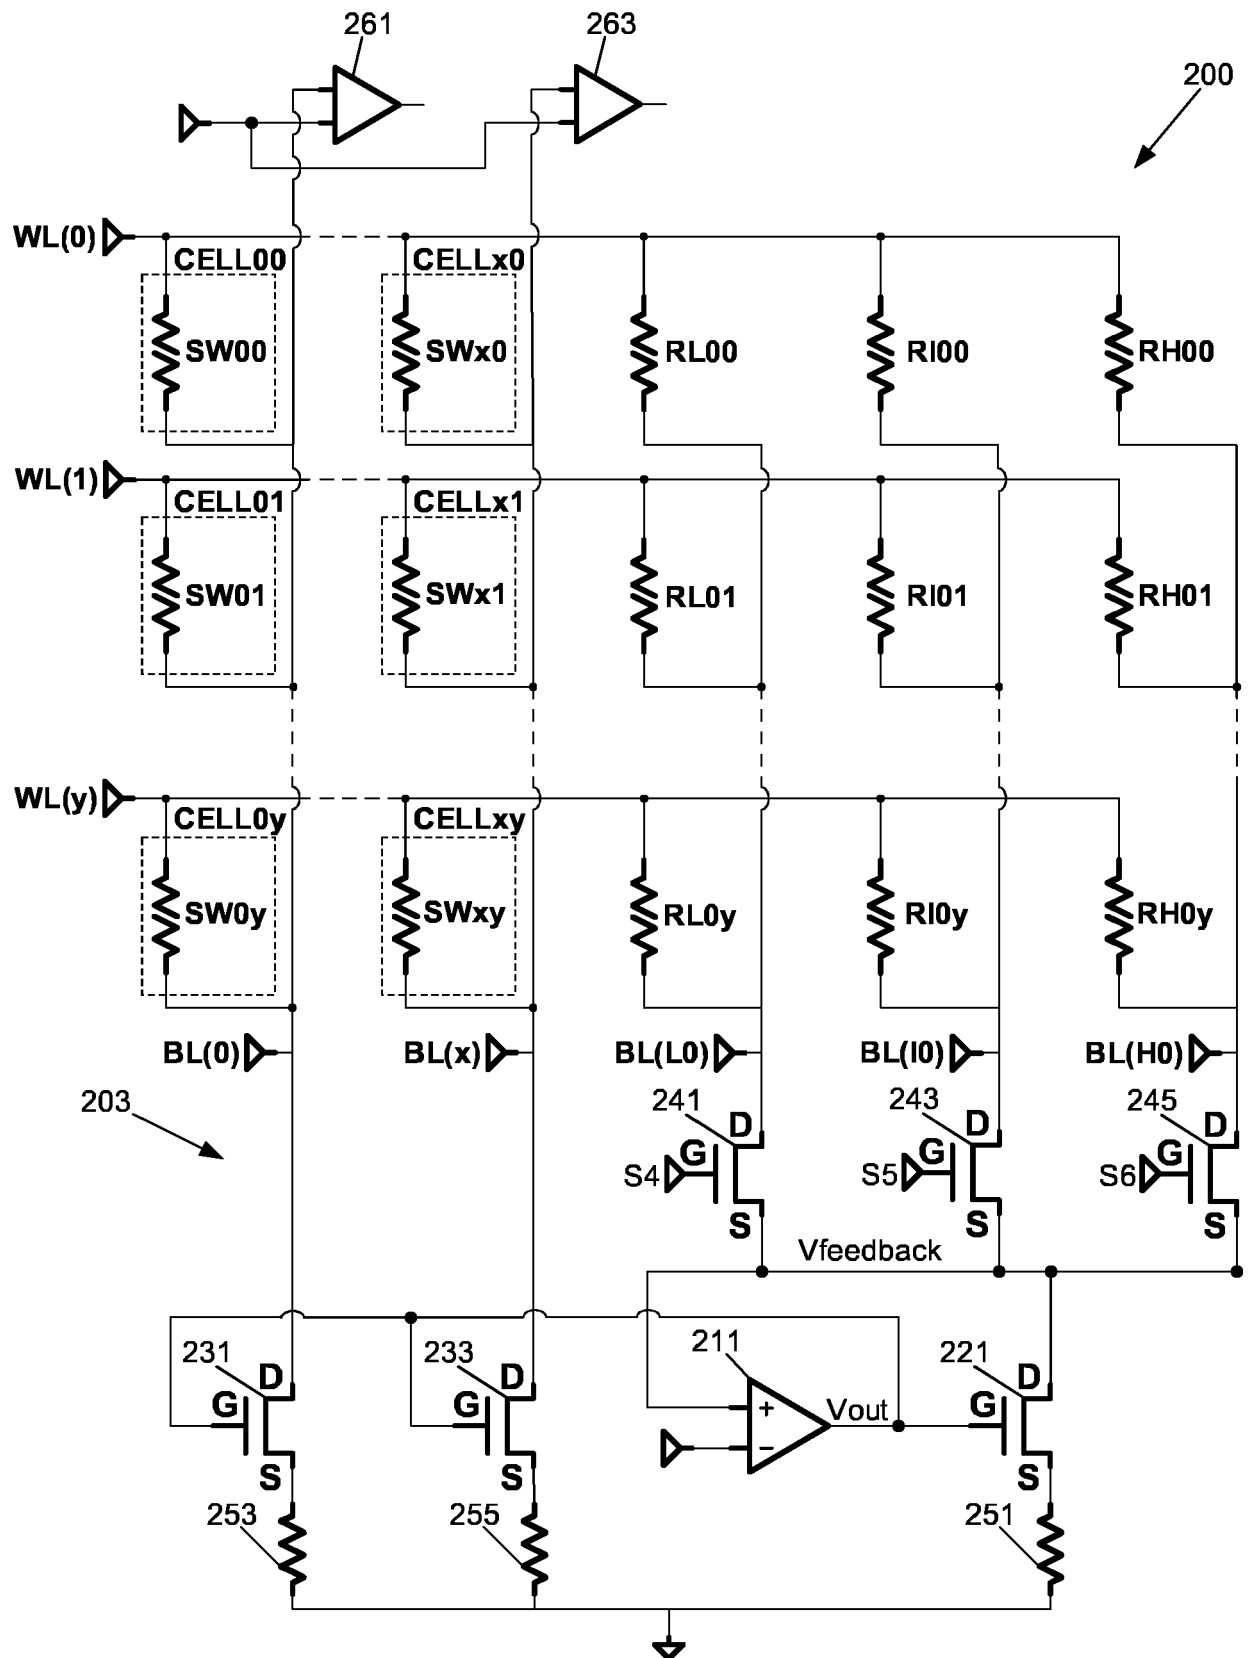 261
263
200
WL(0)
CELL00
CELLx0
SW00
SWx0
RL00
RI00
RH00
WL(1)
CELL01
CELLx1
SW01
SWx1
RL01
RI01
RH01
WL(y)
CELL0y
CELLxy
SW0y
SWxy
RL0y
RI0y
RH0y
BL(0)
BL(x)
BL(L0)
BL(I0)
BL(H0)
203
241
243
245
D
D
D
G
G
G
S4
S5
S6
S
S
S
Vfeedback
231
233
211
221
D
D
D
G
G
+
Vout
G
−
S
S
S
253
255
251